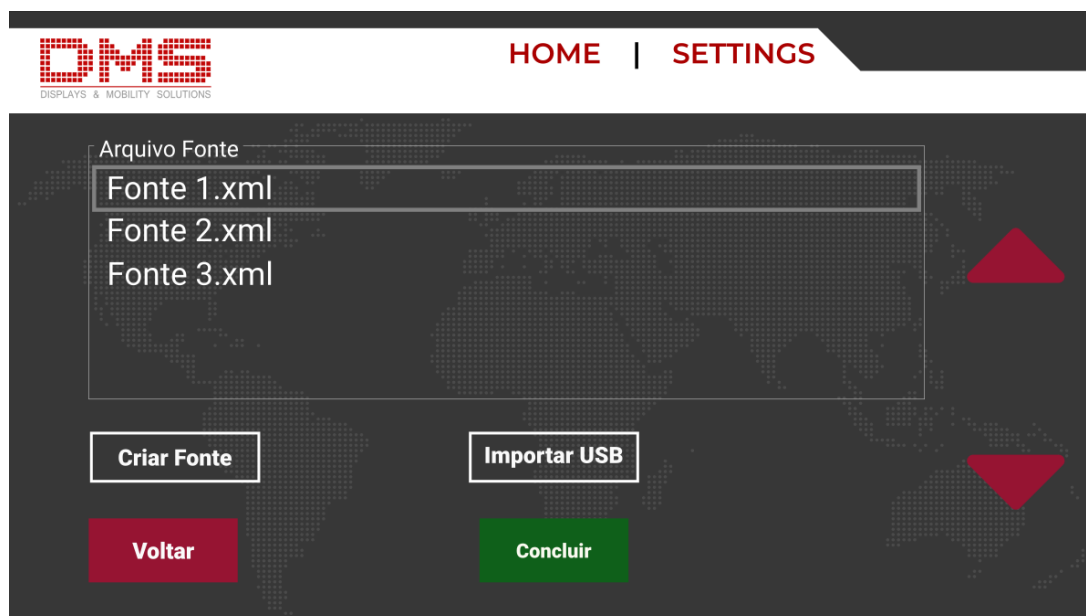 DMS
DISPLAYS & MOBILITY SOLUTIONS
HOME | SETTINGS
Arquivo Fonte
Fonte 1.xml
Fonte 2.xml
Fonte 3.xml
Criar Fonte
Importar USB
Voltar
Concluir